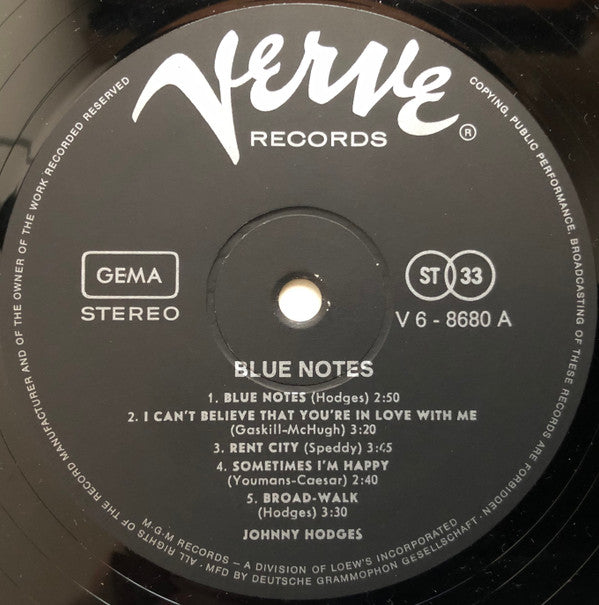 Verve
RECORDS ®
GEMA
STEREO
ST 33
V 6 - 8680 A
BLUE NOTES
1. BLUE NOTES (Hodges) 2:50
2. I CAN'T BELIEVE THAT YOU'RE IN LOVE WITH ME
(Gaskill-McHugh) 3:20
3. RENT CITY (Speddy) 3:45
4. SOMETIMES I'M HAPPY
(Youmans-Caesar) 2:40
5. BROAD-WALK
(Hodges) 3:30
JOHNNY HODGES
M·G·M RECORDS – A DIVISION OF LOEW'S INCORPORATED
· ALL RIGHTS OF THE RECORD MANUFACTURER AND OF THE OWNER OF THE WORK RECORDED RESERVED
COPYING, PUBLIC PERFORMANCE, BROADCASTING OF THESE RECORDS ARE FORBIDDEN · MFD BY DEUTSCHE GRAMMOPHON GESELLSCHAFT ·